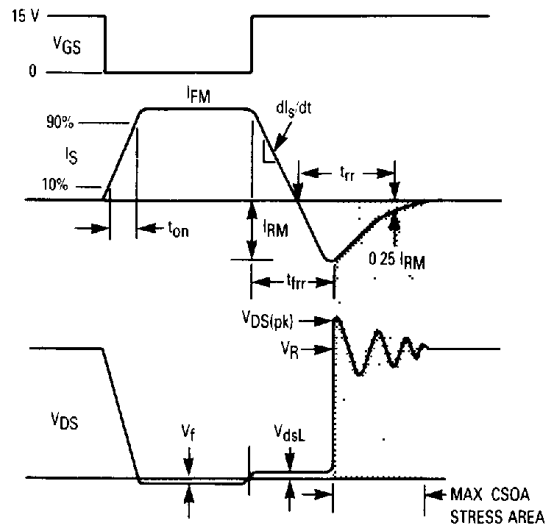 15 V
VGS
0
IFM
dIs/dt
90%
IS
trr
10%
ton
IRM
0.25 IRM
tfrr
VDS(pk)
VR
VDS
Vf
VdsL
MAX CSOA
STRESS AREA